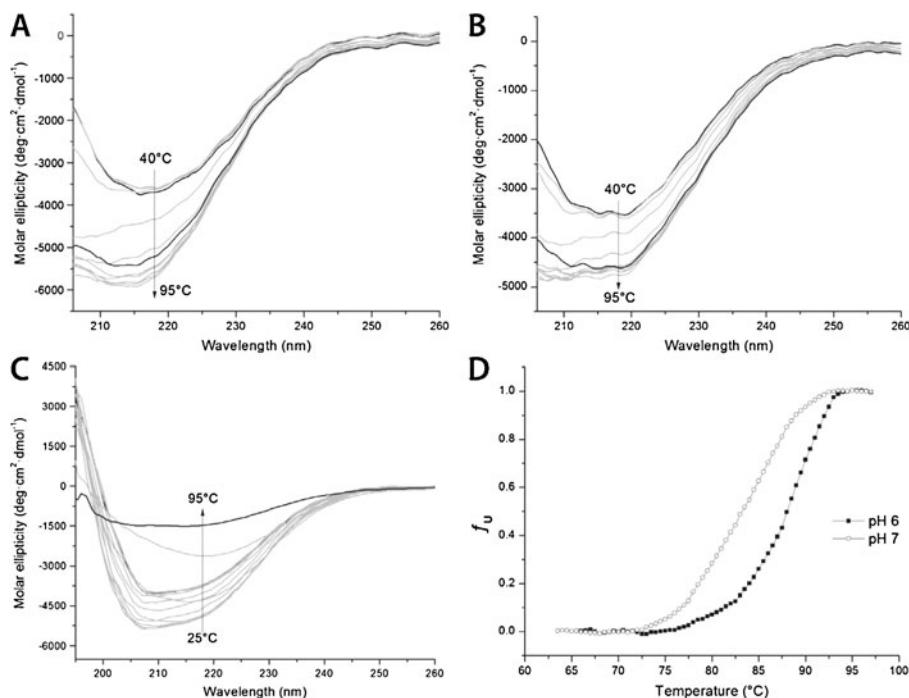 A
0
-1000
-2000
-3000
-4000
-5000
-6000
Molar ellipticity (deg·cm²·dmol⁻¹)
40°C
95°C
210 220 230 240 250 260
Wavelength (nm)
B
0
-1000
-2000
-3000
-4000
-5000
Molar ellipticity (deg·cm²·dmol⁻¹)
40°C
95°C
210 220 230 240 250 260
Wavelength (nm)
C
4500
3000
1500
0
-1500
-3000
-4500
-6000
Molar ellipticity (deg·cm²·dmol⁻¹)
95°C
25°C
200 210 220 230 240 250 260
Wavelength (nm)
D
1.0
0.8
0.6
0.4
0.2
0.0
fU
pH 6
pH 7
60 65 70 75 80 85 90 95 100
Temperature (°C)